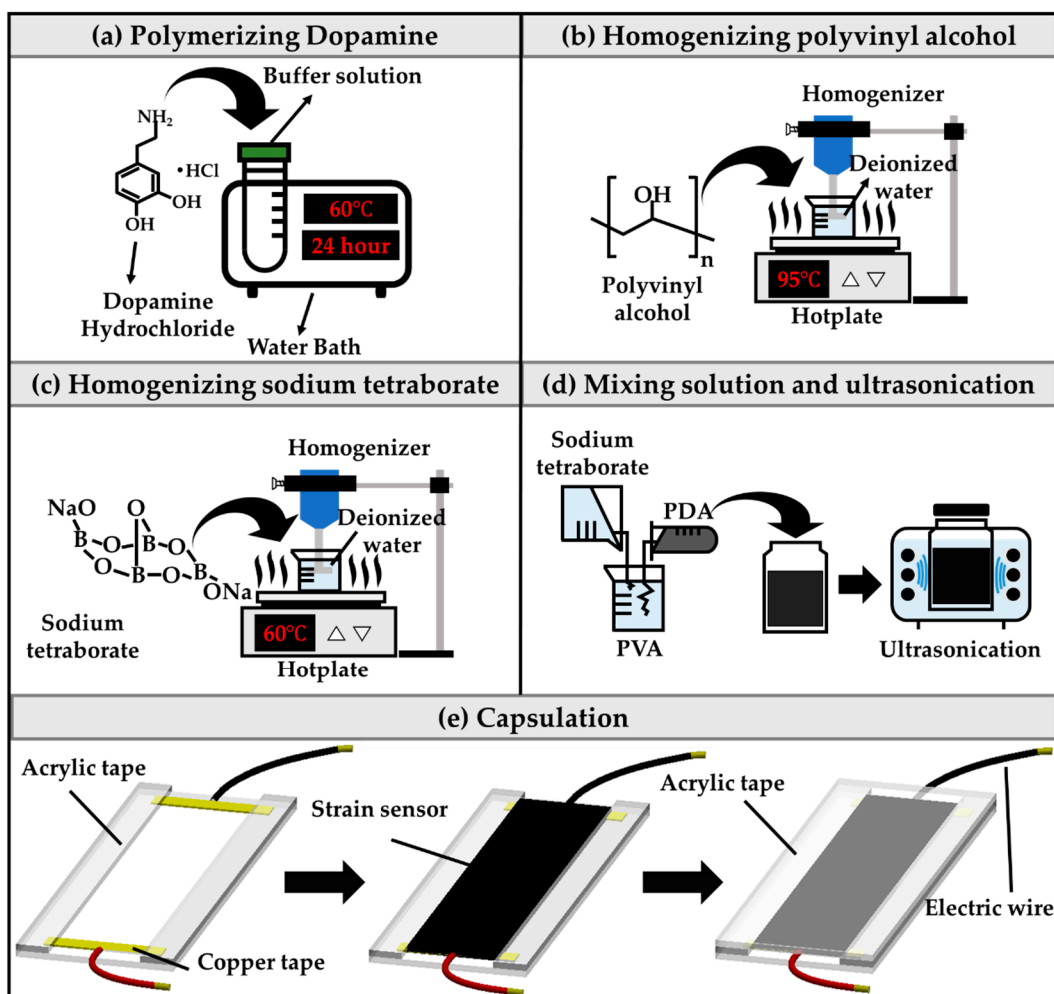 (a) Polymerizing Dopamine
Buffer solution
NH2
•HCl
OH
OH
60°C
24 hour
Dopamine
Hydrochloride
Water Bath
(b) Homogenizing polyvinyl alcohol
Homogenizer
Deionized
water
OH
n
Polyvinyl
alcohol
95°C
Hotplate
(c) Homogenizing sodium tetraborate
Homogenizer
Deionized
water
NaO
O
B
O
B
O
B
O
B
O
ONa
60°C
Sodium
tetraborate
Hotplate
(d) Mixing solution and ultrasonication
Sodium
tetraborate
PDA
PVA
Ultrasonication
(e) Capsulation
Acrylic tape
Strain sensor
Copper tape
Acrylic tape
Electric wire